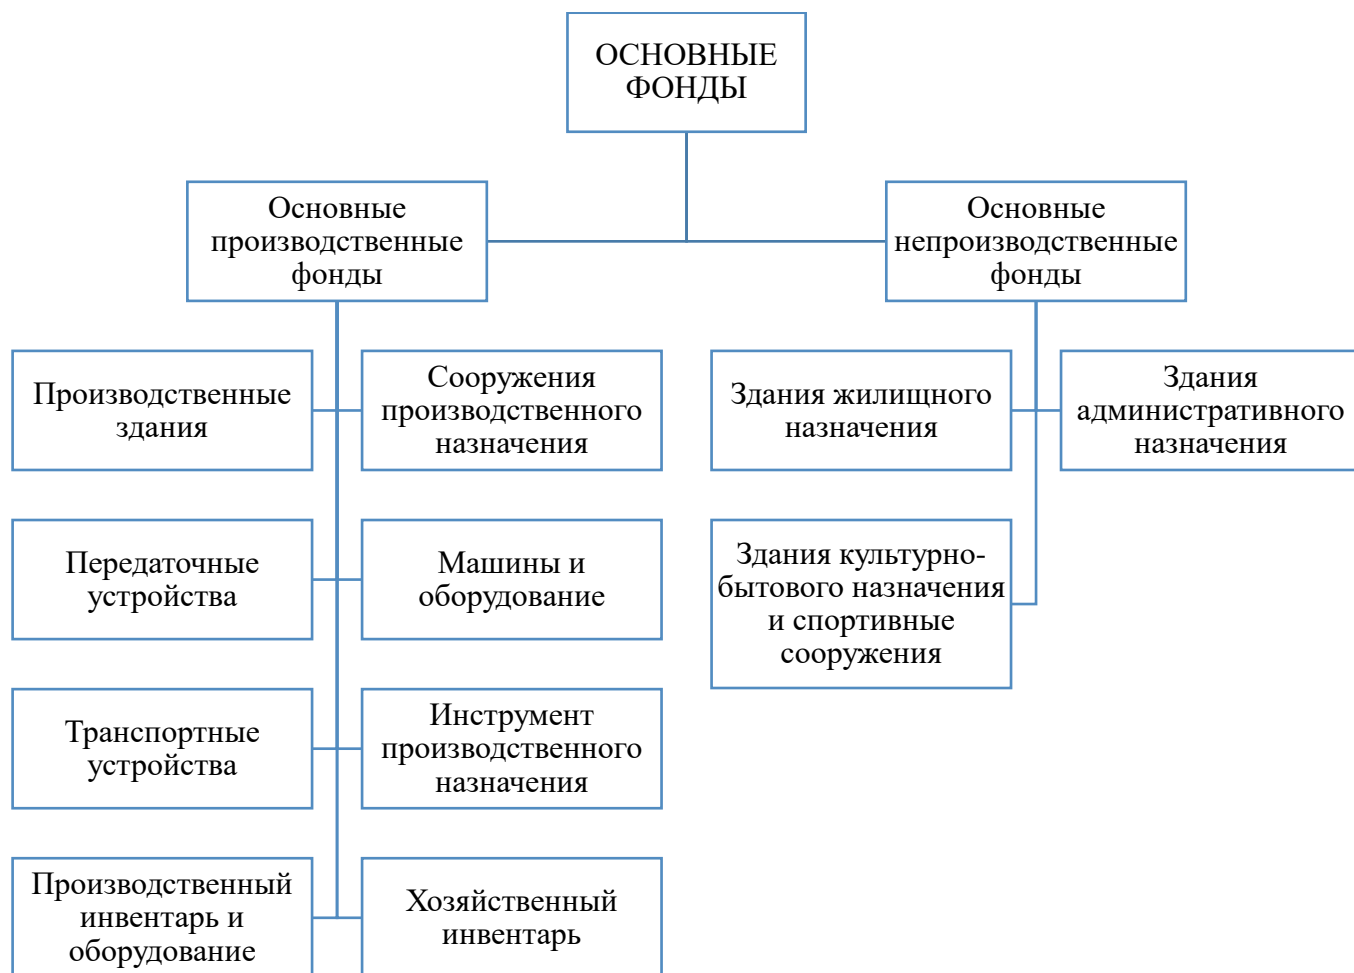 ОСНОВНЫЕ
ФОНДЫ
Основные
производственные
фонды
Основные
непроизводственные
фонды
Производственные
здания
Сооружения
производственного
назначения
Здания жилищного
назначения
Здания
административного
назначения
Передаточные
устройства
Машины и
оборудование
Здания культурно-
бытового назначения
и спортивные
сооружения
Транспортные
устройства
Инструмент
производственного
назначения
Производственный
инвентарь и
оборудование
Хозяйственный
инвентарь